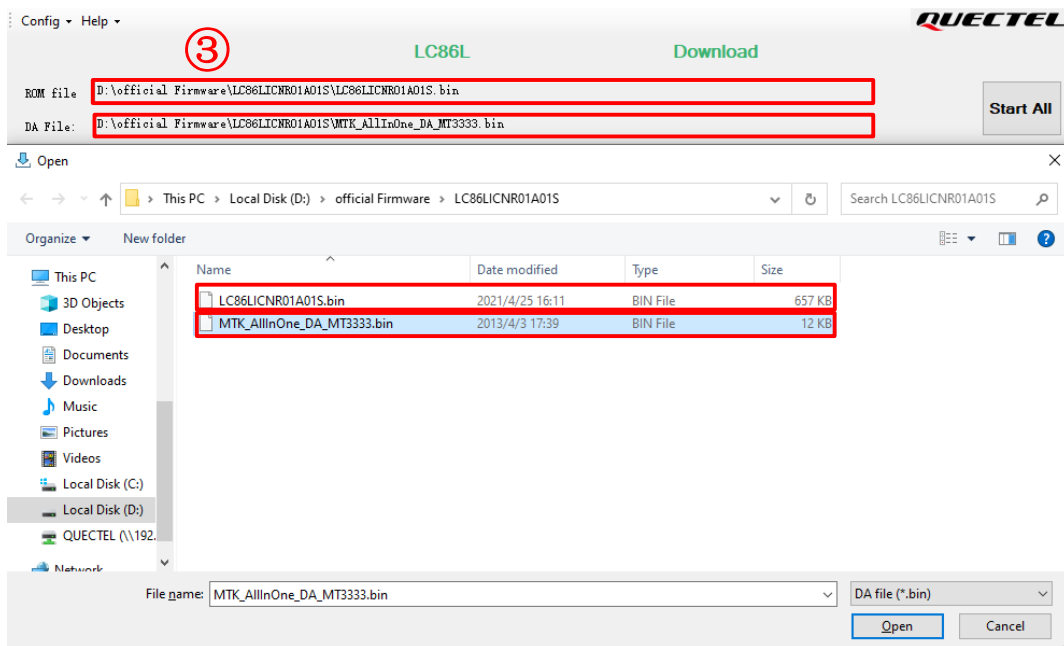 Config Help
QUECTEL
③
LC86L Download
ROM file D:\official Firmware\LC86LICNR01A01S\LC86LICNR01A01S.bin
Start All
DA File: D:\official Firmware\LC86LICNR01A01S\MTK_AllInOne_DA_MT3333.bin
Open
This PC > Local Disk (D:) > official Firmware > LC86LICNR01A01S
Search LC86LICNR01A01S
Organize New folder
Name Date modified Type Size
LC86LICNR01A01S.bin 2021/4/25 16:11 BIN File 657 KB
MTK_AllInOne_DA_MT3333.bin 2013/4/3 17:39 BIN File 12 KB
This PC
3D Objects
Desktop
Documents
Downloads
Music
Pictures
Videos
Local Disk (C:)
Local Disk (D:)
QUECTEL (\\192.
Network
File name: MTK_AllInOne_DA_MT3333.bin
DA file (*.bin)
Open Cancel